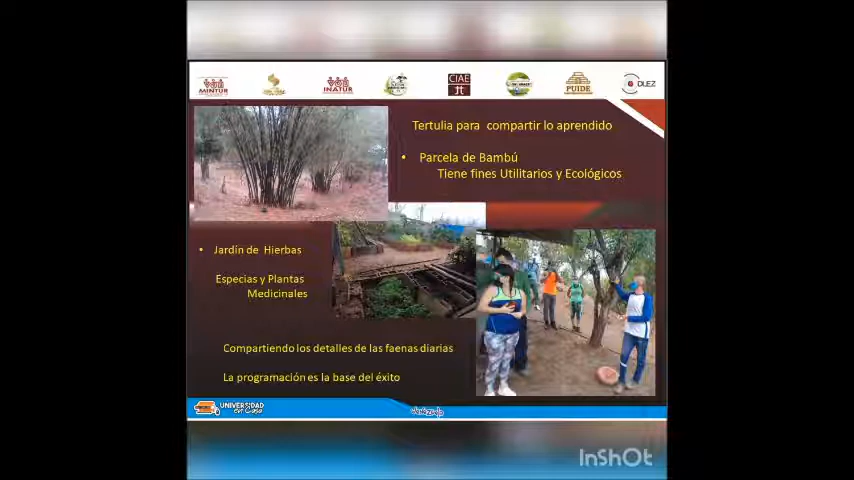 MINTUR
INATUR
CIAE
PUIDE
DLEZ
Tertulia para compartir lo aprendido
• Parcela de Bambú
Tiene fines Utilitarios y Ecológicos
• Jardín de Hierbas
Especias y Plantas
Medicinales
Compartiendo los detalles de las faenas diarias
La programación es la base del éxito
UNIVERSIDAD
en Casa
InShOt